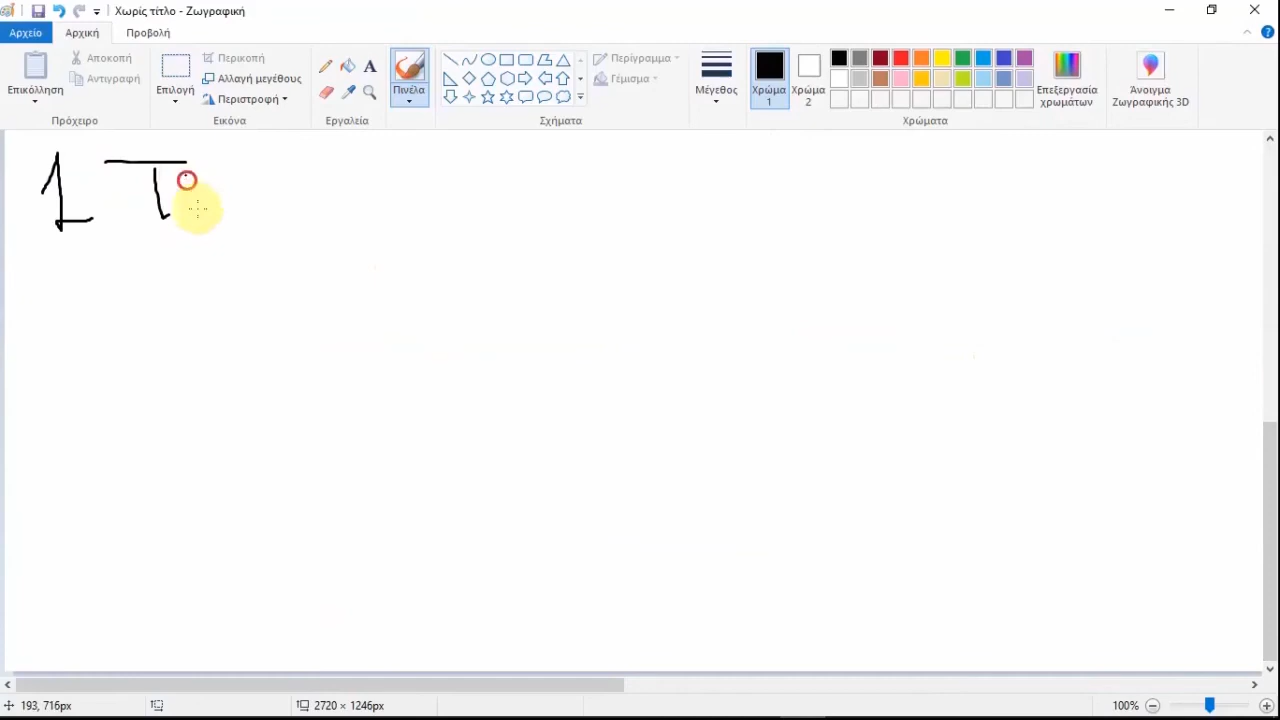 Χωρίς τίτλο - Ζωγραφική
Αρχείο Αρχική Προβολή
Επικόλληση
Αποκοπή
Αντιγραφή
Πρόχειρο
Επιλογή
Περικοπή
Αλλαγή μεγέθους
Περιστροφή
Εικόνα
A
Εργαλεία
Πινέλα
Περίγραμμα
Γέμισμα
Σχήματα
Μέγεθος
Χρώμα 1
Χρώμα 2
Χρώματα
Επεξεργασία χρωμάτων
Άνοιγμα Ζωγραφικής 3D
1 T
193, 716px
2720 × 1246px
100%